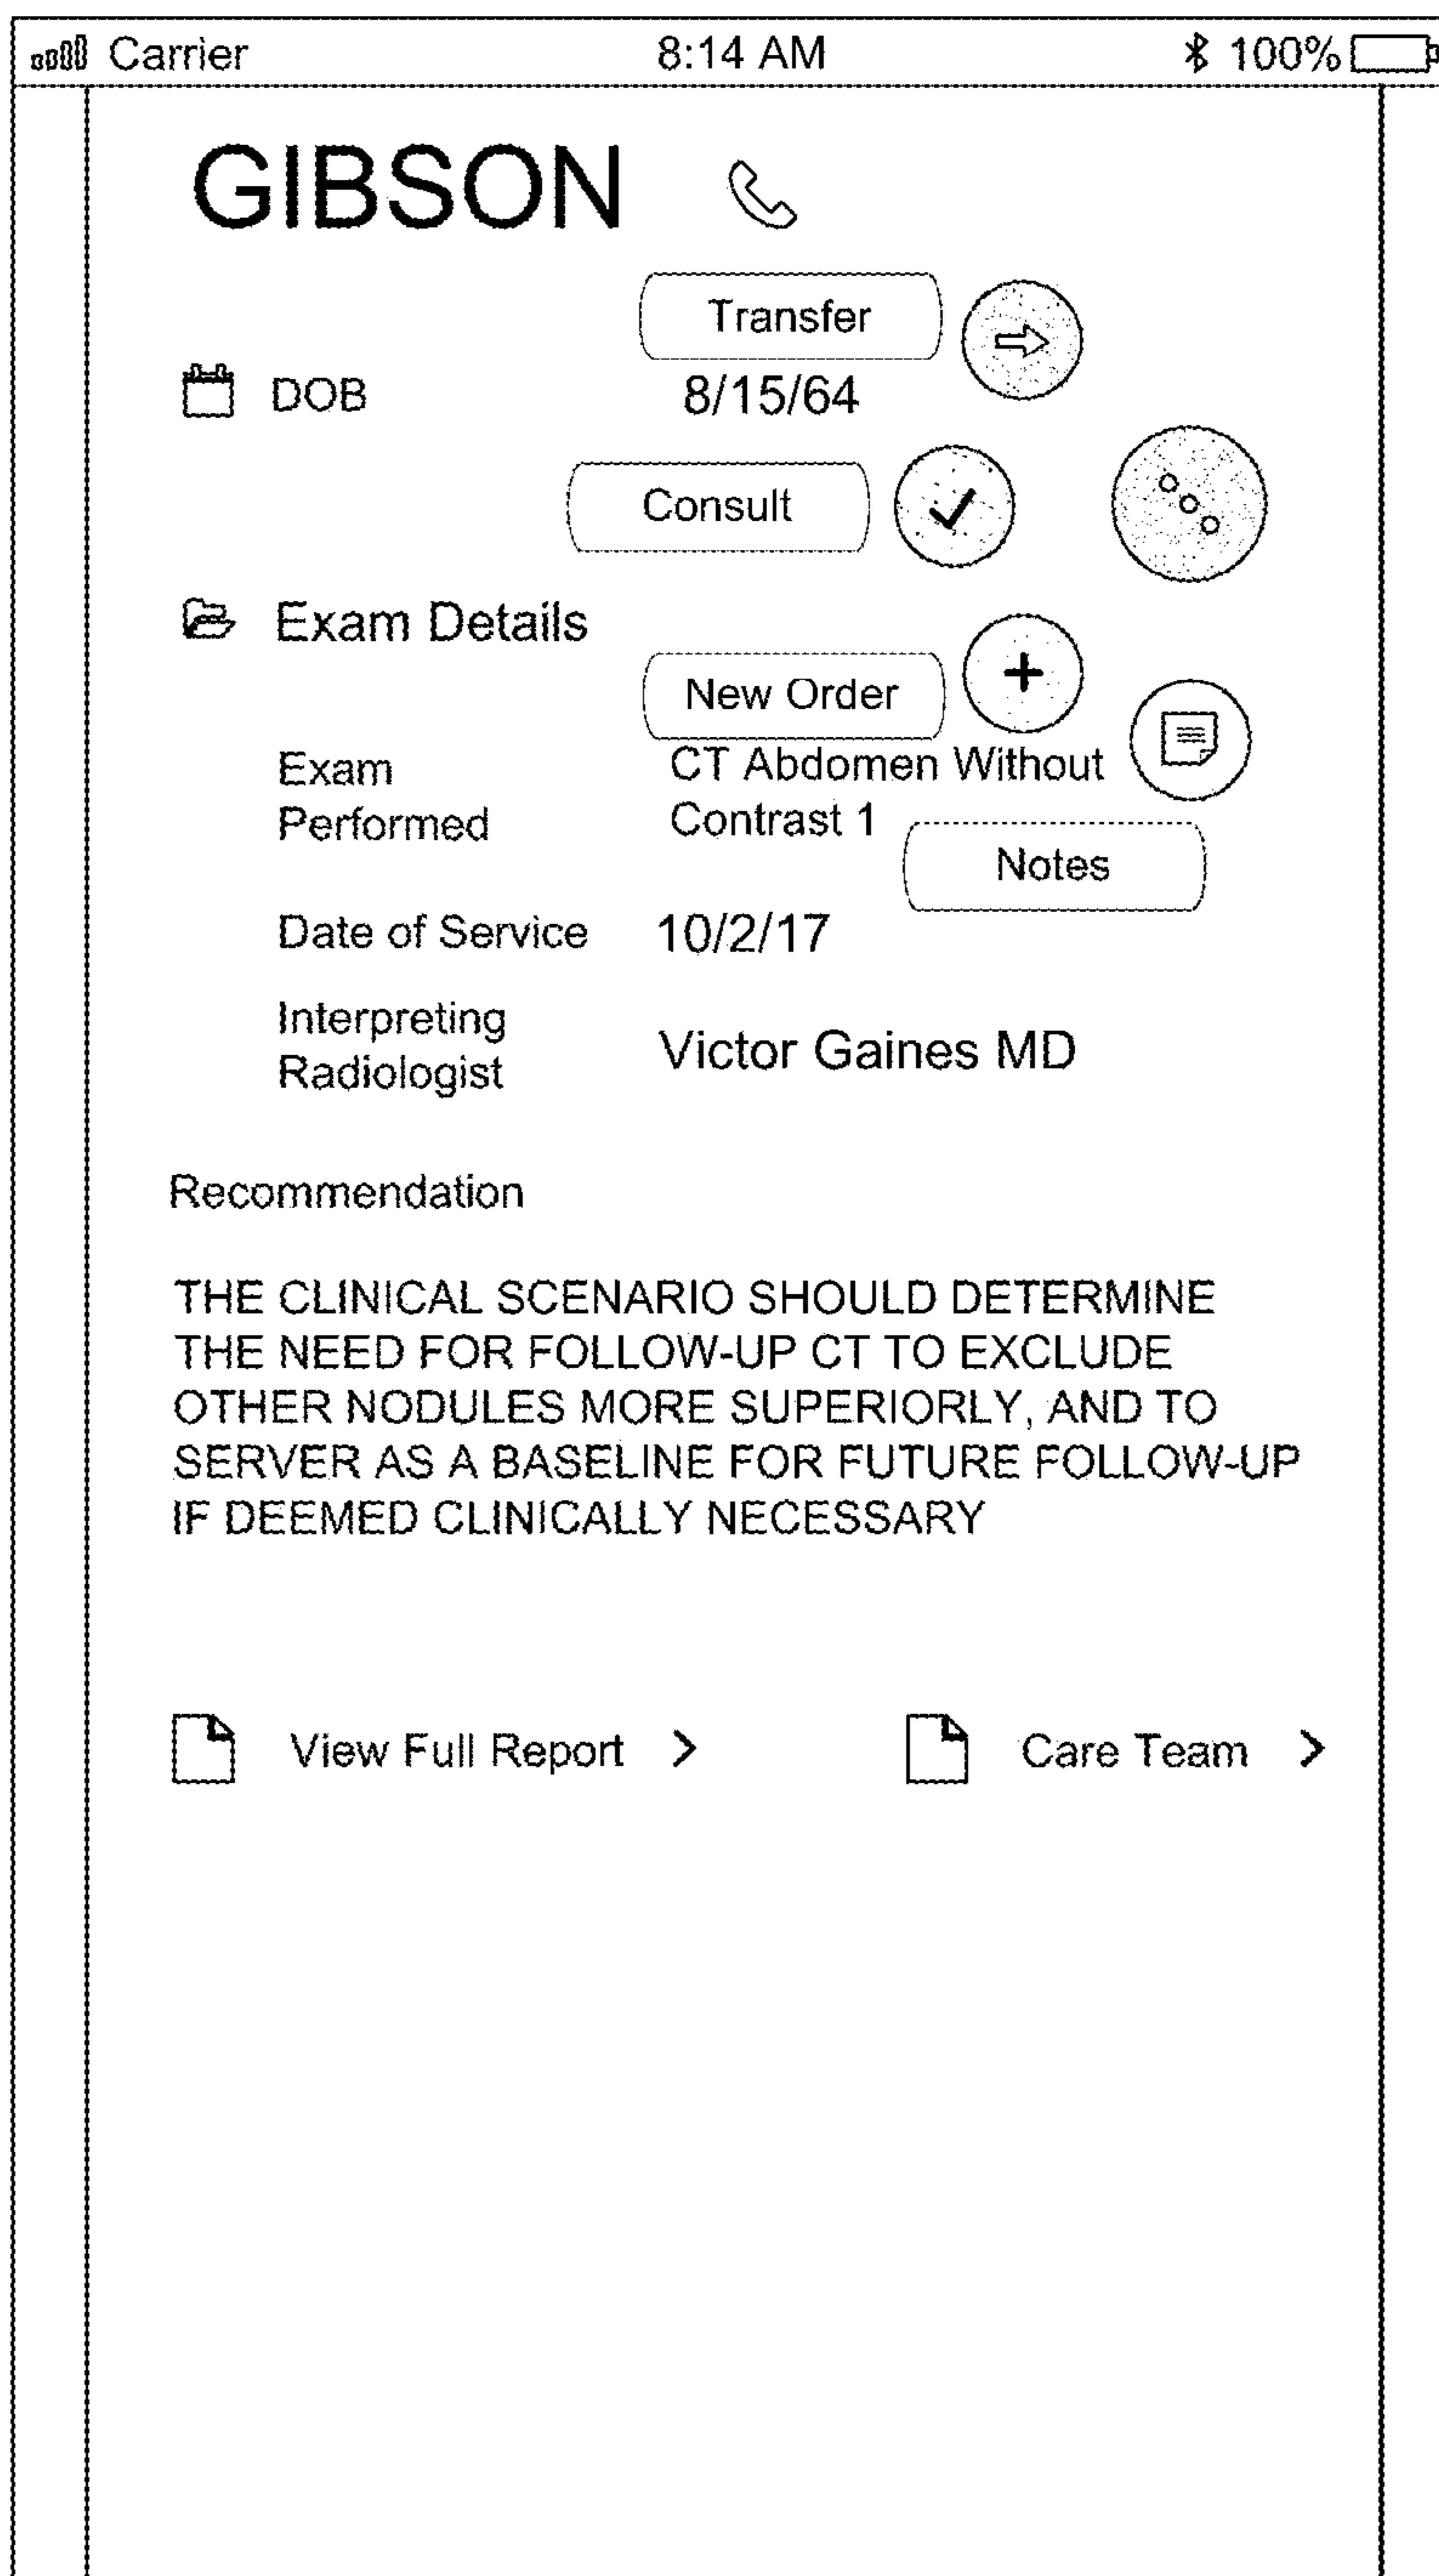 Carrier 8:14 AM 100%
GIBSON
Transfer
DOB 8/15/64
Consult
Exam Details
New Order
Exam CT Abdomen Without
Performed Contrast 1
Notes
Date of Service 10/2/17
Interpreting
Radiologist Victor Gaines MD
Recommendation
THE CLINICAL SCENARIO SHOULD DETERMINE
THE NEED FOR FOLLOW-UP CT TO EXCLUDE
OTHER NODULES MORE SUPERIORLY, AND TO
SERVER AS A BASELINE FOR FUTURE FOLLOW-UP
IF DEEMED CLINICALLY NECESSARY
View Full Report > Care Team >